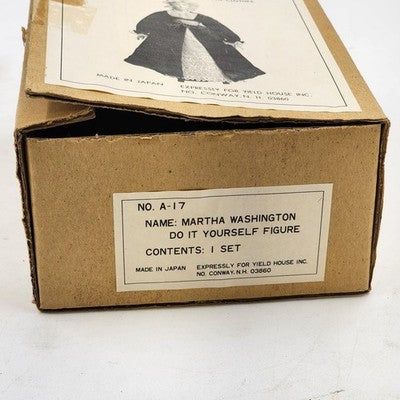 MADE IN JAPAN EXPRESSLY FOR YIELD HOUSE INC.
NO. CONWAY, N. H. 03860
NO. A-17
NAME: MARTHA WASHINGTON
DO IT YOURSELF FIGURE
CONTENTS: 1 SET
MADE IN JAPAN EXPRESSLY FOR YIELD HOUSE INC.
NO. CONWAY, N.H. 03860